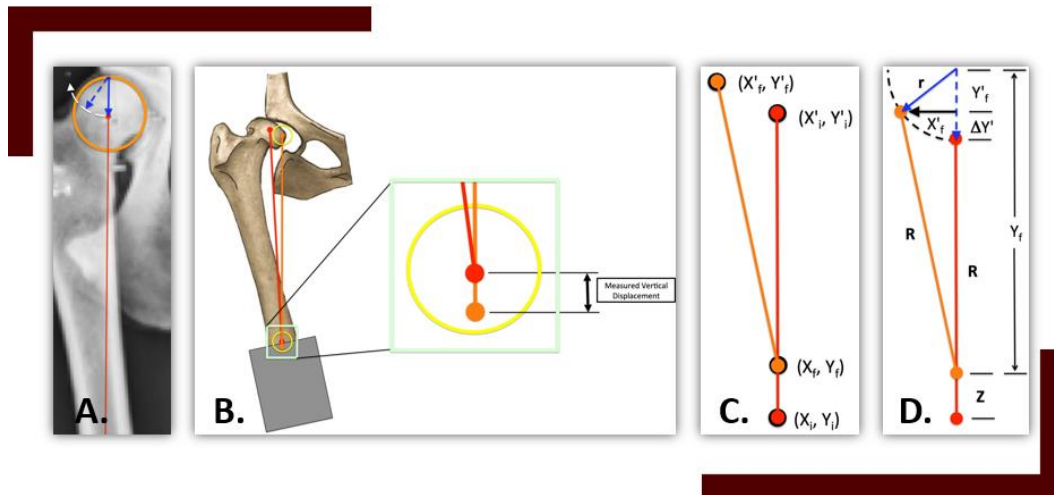 A.
B.
Measured Vertical
Displacement
C.
(X'f, Y'f)
(X'i, Y'i)
(Xf, Yf)
(Xi, Yi)
D.
r
Y'f
X'f
ΔY'
Yf
R
R
Z